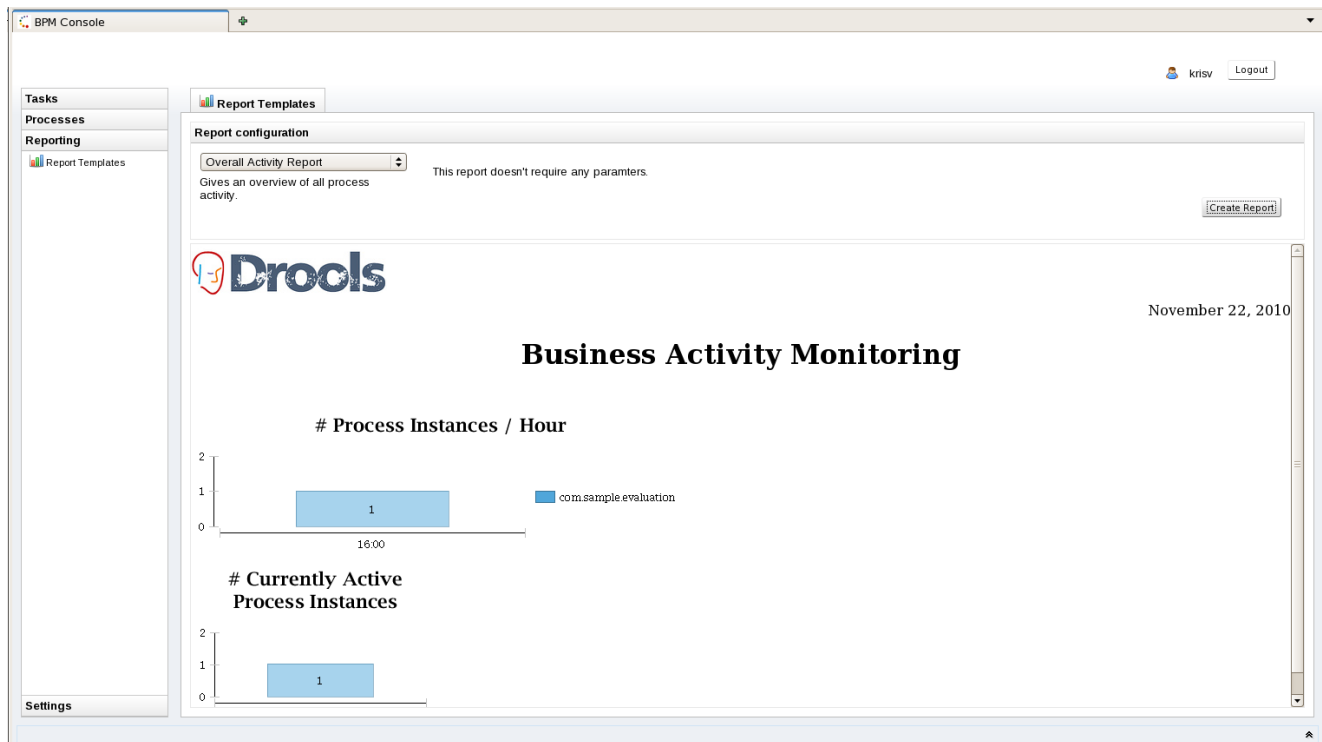 BPM Console
krisv
Logout
Tasks
Processes
Reporting
Report Templates
Settings
Report Templates
Report configuration
Overall Activity Report
Gives an overview of all process
activity.
This report doesn't require any paramters.
Create Report
Drools
November 22, 2010
Business Activity Monitoring
# Process Instances / Hour
2
1
0
1
16:00
com.sample.evaluation
# Currently Active
Process Instances
2
1
0
1